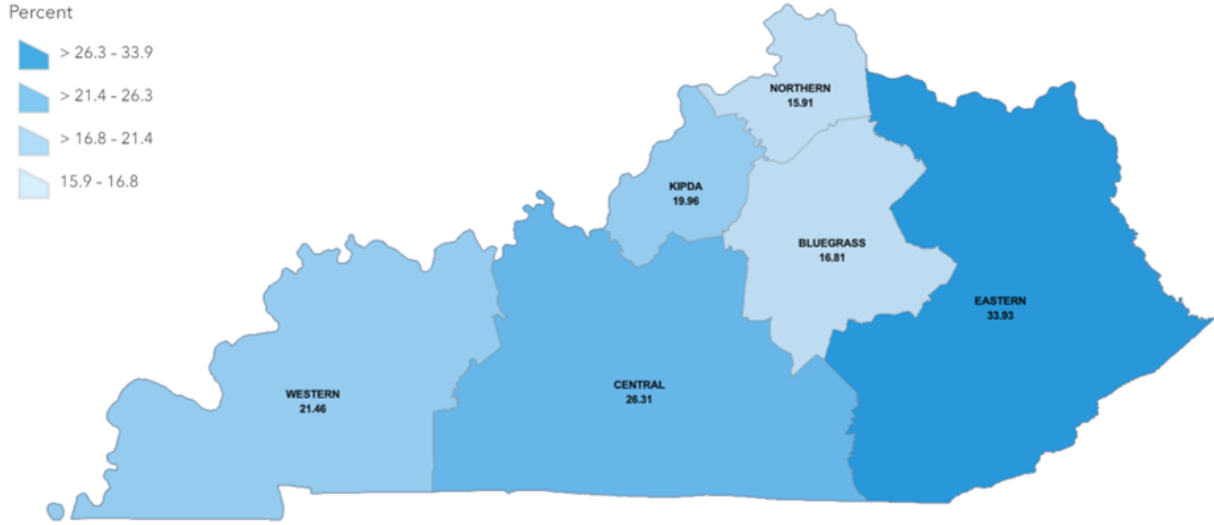 Percent
> 26.3 - 33.9
> 21.4 - 26.3
> 16.8 - 21.4
15.9 - 16.8
NORTHERN
15.91
KIPDA
19.96
BLUEGRASS
16.81
EASTERN
33.93
CENTRAL
26.31
WESTERN
21.46